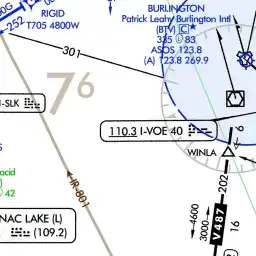 BURLINGTON
Patrick Leahy Burlington Intl
(BTV) C*
335 L 83
ASOS 123.8
(A) 123.8 269.9
RIGID
T705 4800W
252
301
76
-SLK
110.3 I-VOE 40
6
WINLA
acid
42
IR-801
NAC LAKE (L)
(109.2)
202
4600
3000
V487
16